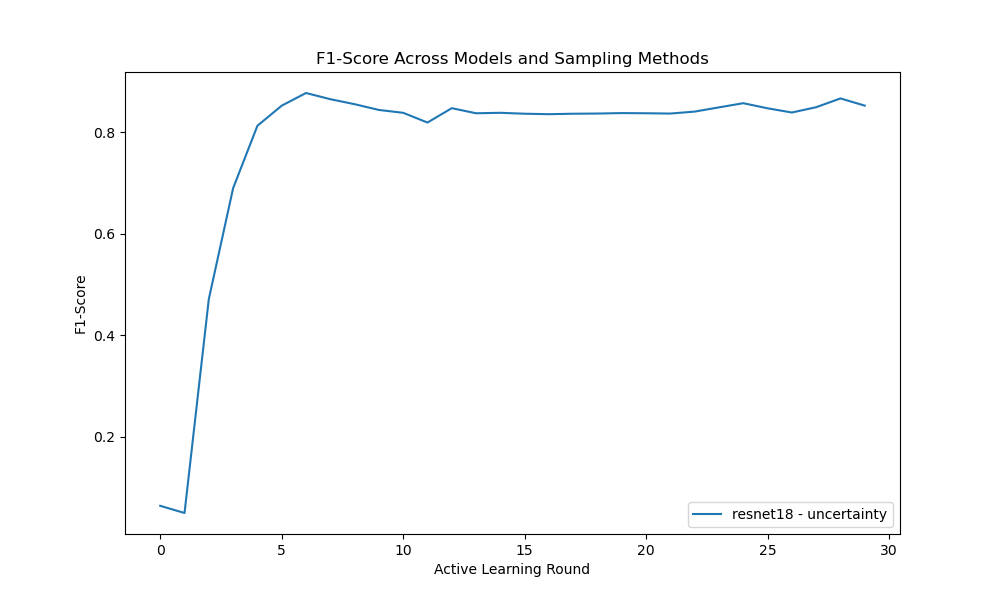 F1-Score Across Models and Sampling Methods
0.8
0.6
0.4
0.2
F1-Score
resnet18 - uncertainty
0 5 10 15 20 25 30
Active Learning Round